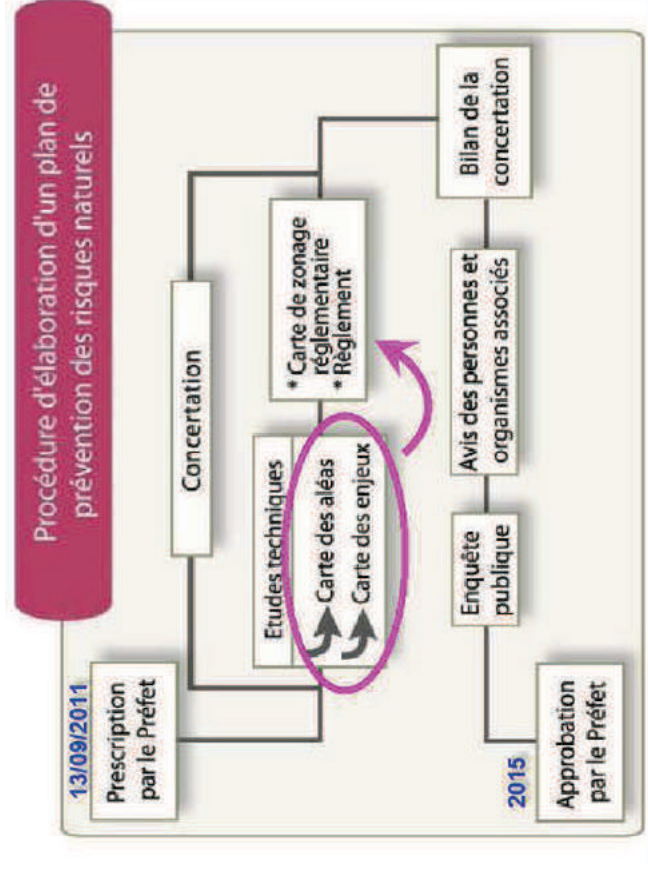 Procédure d'élaboration d'un plan de
prévention des risques naturels
13/09/2011
Prescription
par le Préfet
Concertation
Etudes techniques
Carte des aléas
Carte des enjeux
* Carte de zonage
réglementaire
* Règlement
Bilan de la
concertation
Avis des personnes et
organismes associés
Enquête
publique
2015
Approbation
par le Préfet